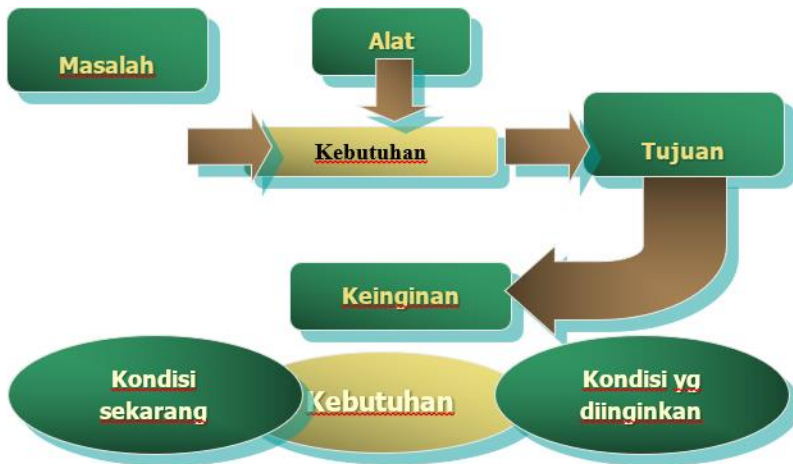 Masalah
Alat
Kebutuhan
Tujuan
Keinginan
Kondisi
sekarang
Kebutuhan
Kondisi yg
diinginkan